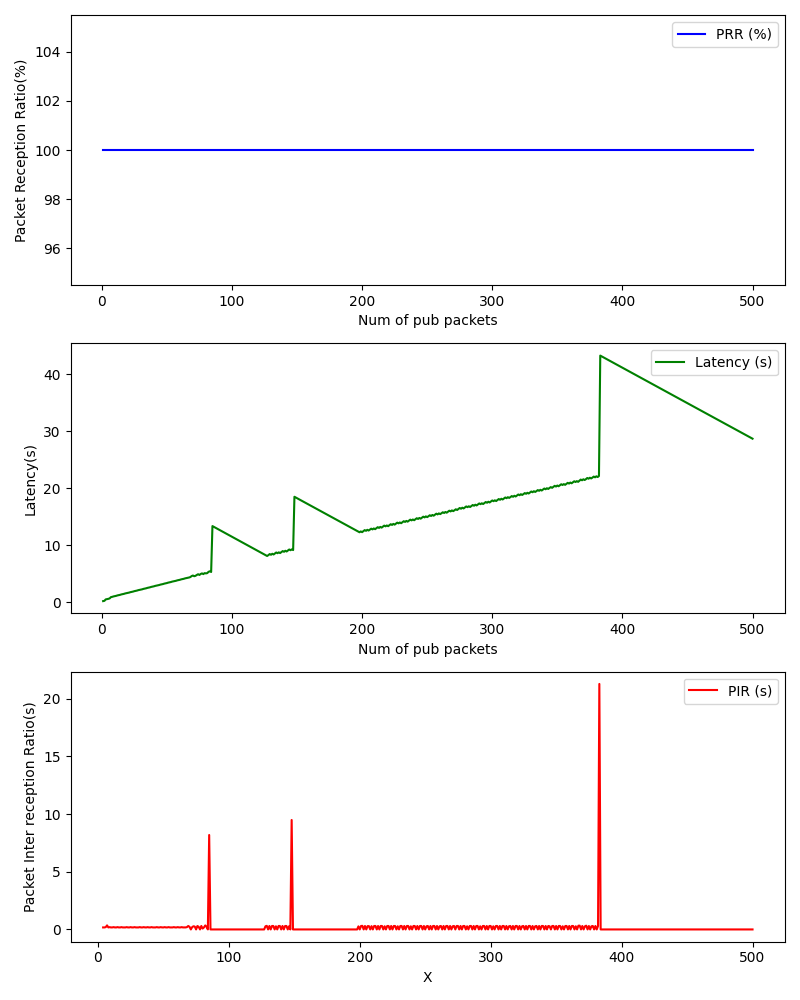 PRR (%)
104
102
100
98
96
Packet Reception Ratio(%)
0 100 200 300 400 500
Num of pub packets
Latency (s)
40
30
20
10
0
Latency(s)
0 100 200 300 400 500
Num of pub packets
PIR (s)
20
15
10
5
0
Packet Inter reception Ratio(s)
0 100 200 300 400 500
X